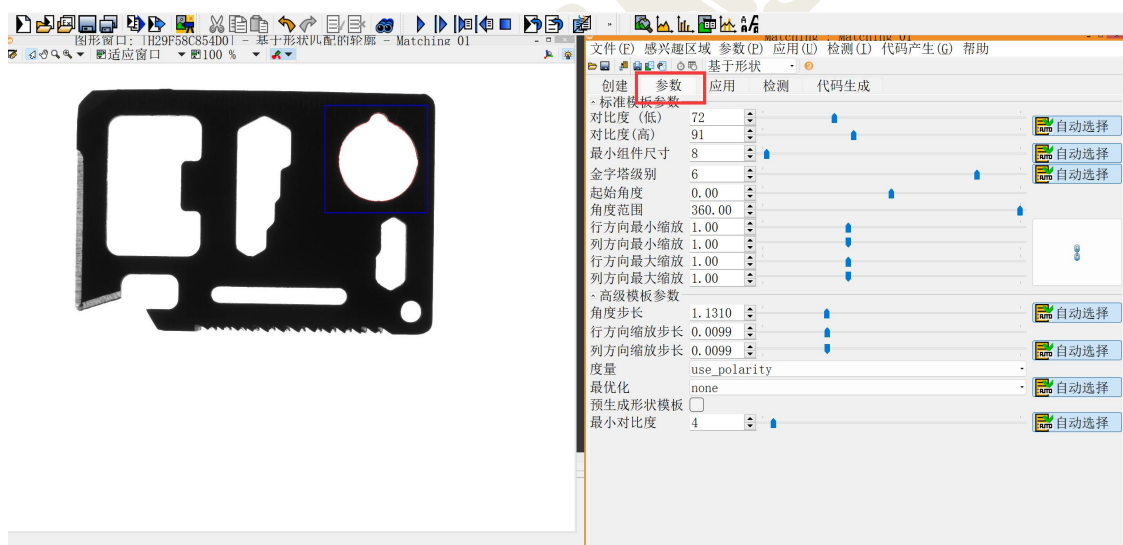 图形窗口: [H29F58C854D0] - 基于形状匹配的轮廓 - Matching 01
适应窗口 100 %
Matching : Matching 01
文件(F) 感兴趣区域 参数(P) 应用(U) 检测(I) 代码产生(G) 帮助
基于形状
创建 参数 应用 检测 代码生成
标准模板参数
对比度 (低) 72
自动选择
对比度(高) 91
最小组件尺寸 8 自动选择
金字塔级别 6 自动选择
起始角度 0.00
角度范围 360.00
行方向最小缩放 1.00
列方向最小缩放 1.00
行方向最大缩放 1.00
列方向最大缩放 1.00
高级模板参数
角度步长 1.1310 自动选择
行方向缩放步长 0.0099
列方向缩放步长 0.0099 自动选择
度量 use_polarity
最优化 none 自动选择
预生成形状模板
最小对比度 4 自动选择